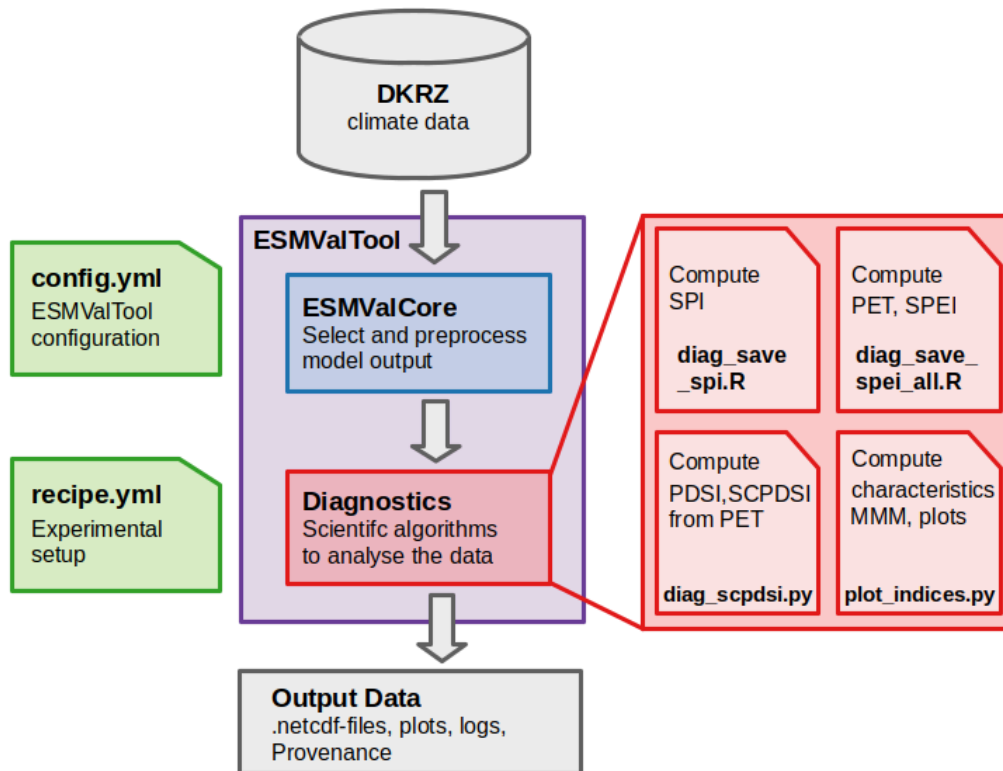 DKRZ
climate data
ESMValTool
config.yml
ESMValTool
configuration
ESMValCore
Select and preprocess
model output
recipe.yml
Experimental
setup
Diagnostics
Scientifc algorithms
to analyse the data
Compute
SPI
diag_save
_spi.R
Compute
PET, SPEI
diag_save_
spei_all.R
Compute
PDSI,SCPDSI
from PET
diag_scpdsi.py
Compute
characteristics
MMM, plots
plot_indices.py
Output Data
.netcdf-files, plots, logs,
Provenance